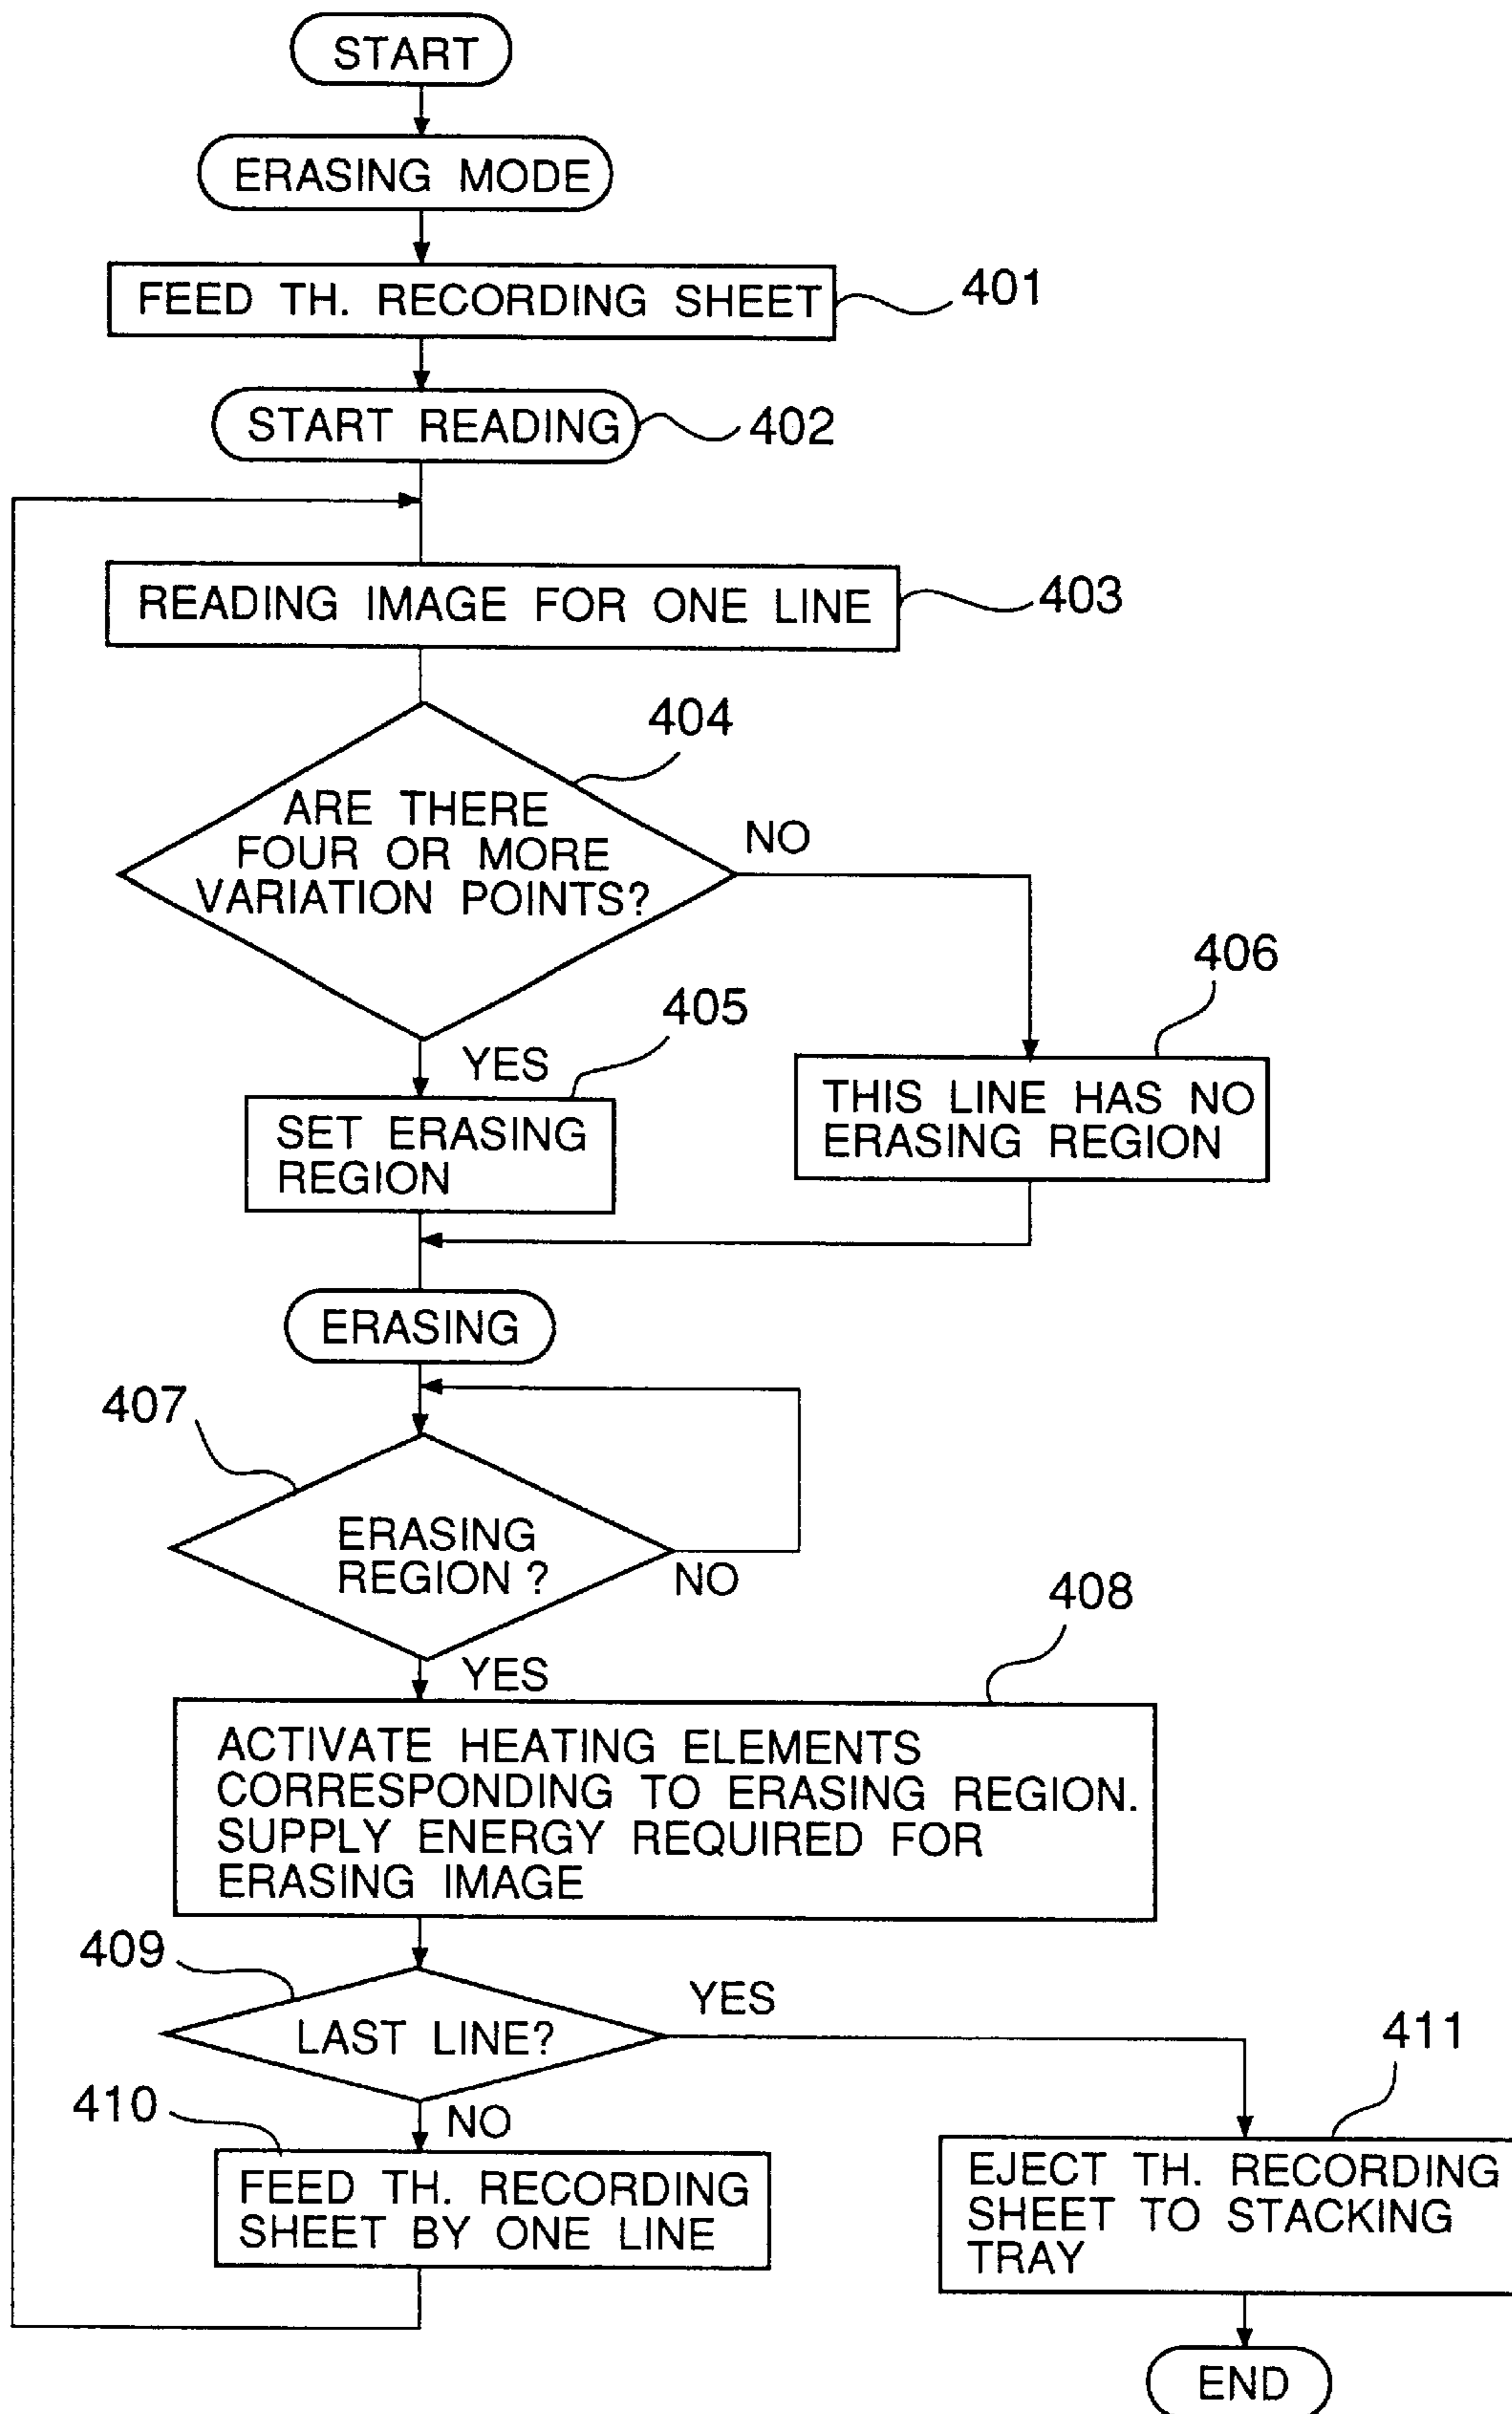 START
ERASING MODE
FEED TH. RECORDING SHEET
401
START READING
402
READING IMAGE FOR ONE LINE
403
404
ARE THERE
FOUR OR MORE
VARIATION POINTS?
NO
406
405
YES
THIS LINE HAS NO
ERASING REGION
SET ERASING
REGION
ERASING
407
ERASING
REGION ?
NO
408
YES
ACTIVATE HEATING ELEMENTS
CORRESPONDING TO ERASING REGION.
SUPPLY ENERGY REQUIRED FOR
ERASING IMAGE
409
YES
LAST LINE?
411
410
NO
FEED TH. RECORDING
SHEET BY ONE LINE
EJECT TH. RECORDING
SHEET TO STACKING
TRAY
END